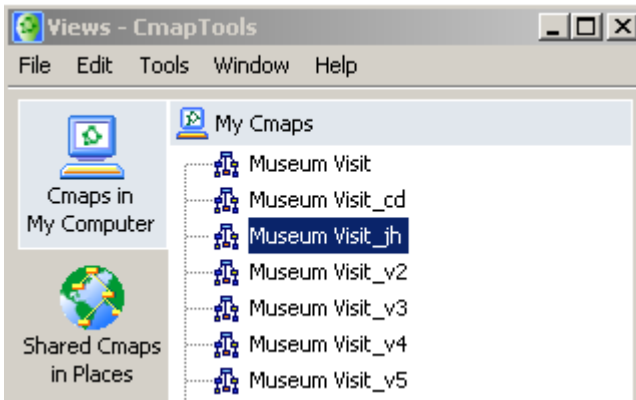 Views - CmapTools
File Edit Tools Window Help
Cmaps in
My Computer
Shared Cmaps
in Places
My Cmaps
Museum Visit
Museum Visit_cd
Museum Visit_jh
Museum Visit_v2
Museum Visit_v3
Museum Visit_v4
Museum Visit_v5